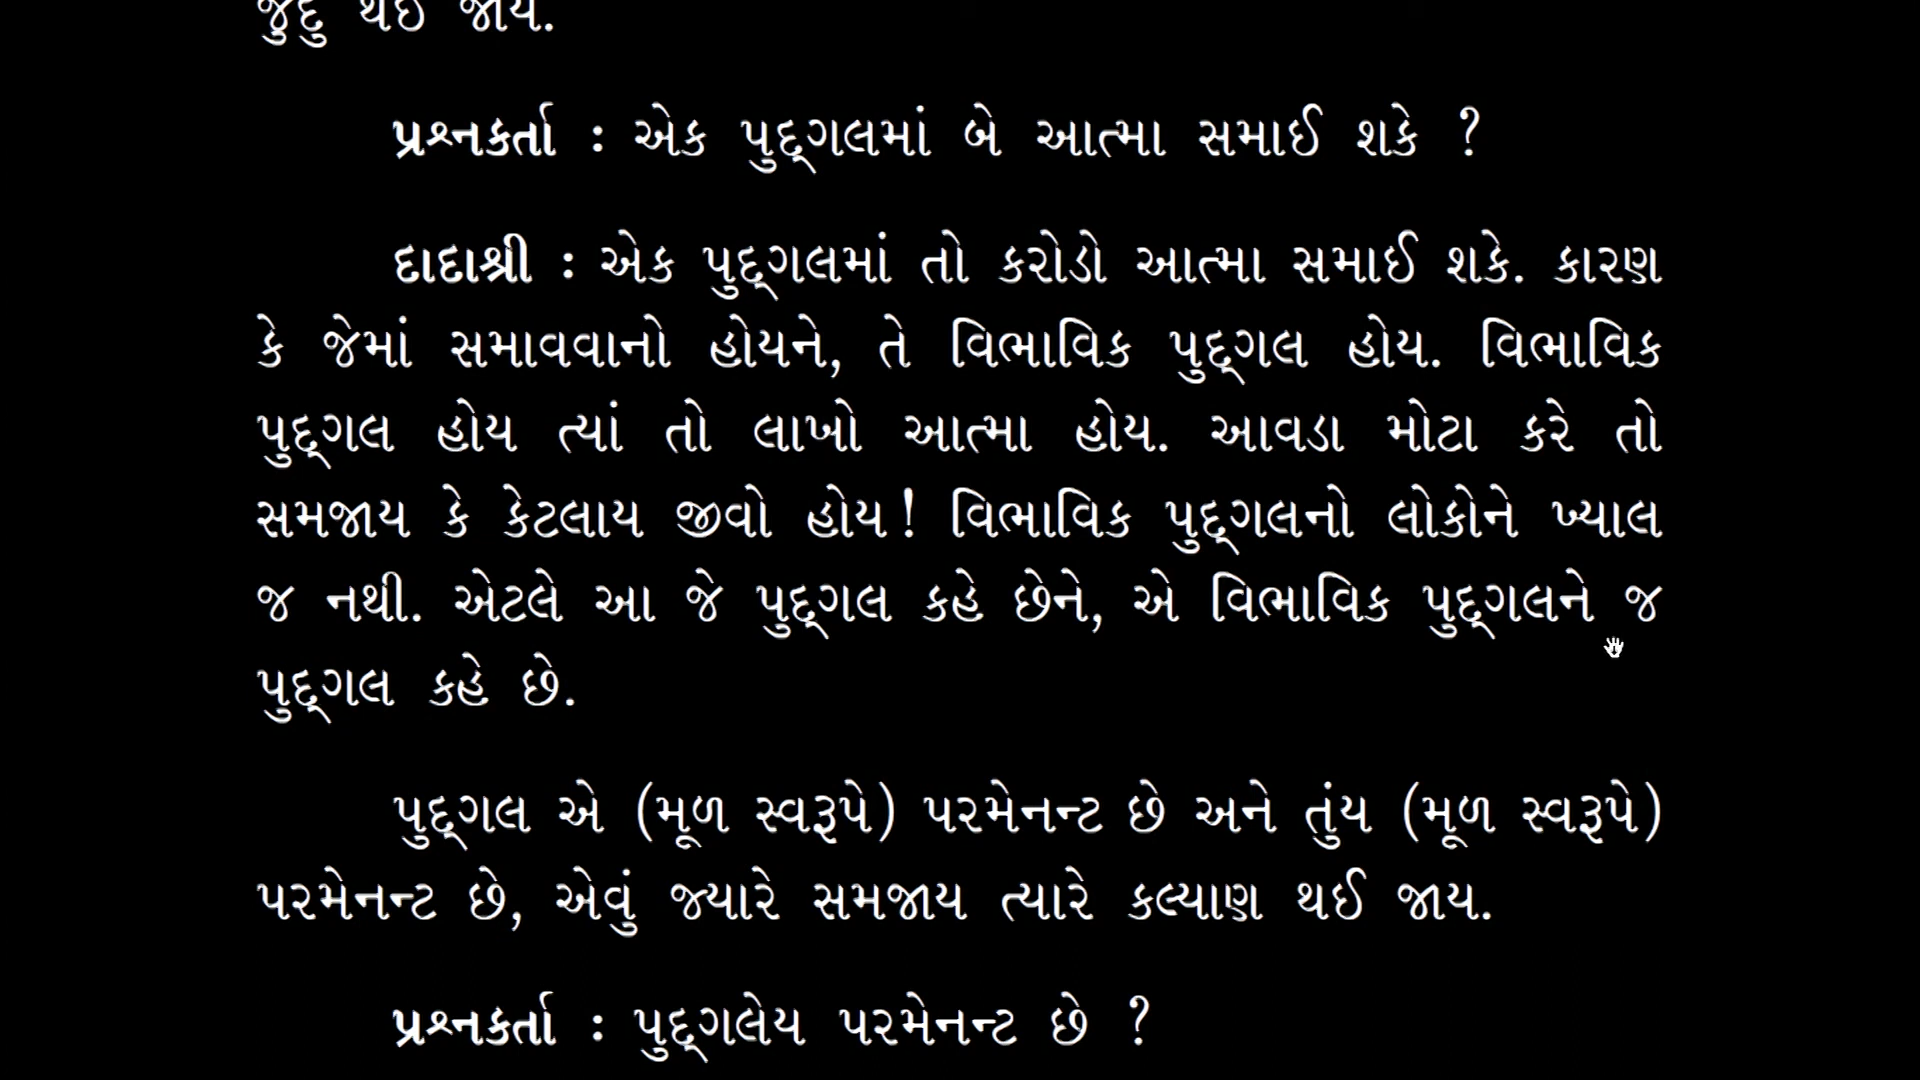 જુદું થઈ જાય.
પ્રશ્નકર્તા : એક પુદ્ગલમાં બે આત્મા સમાઈ શકે ?
દાદાશ્રી : એક પુદ્ગલમાં તો કરોડો આત્મા સમાઈ શકે. કારણ
કે જેમાં સમાવવાનો હોયને, તે વિભાવિક પુદ્ગલ હોય. વિભાવિક
પુદ્ગલ હોય ત્યાં તો લાખો આત્મા હોય. આવડા મોટા કરે તો
સમજાય કે કેટલાય જીવો હોય! વિભાવિક પુદ્ગલનો લોકોને ખ્યાલ
જ નથી. એટલે આ જે પુદ્ગલ કહે છેને, એ વિભાવિક પુદ્ગલને જ
પુદ્ગલ કહે છે.
પુદ્ગલ એ (મૂળ સ્વરૂપે) પરમેનન્ટ છે અને તુંય (મૂળ સ્વરૂપે)
પરમેનન્ટ છે, એવું જ્યારે સમજાય ત્યારે કલ્યાણ થઈ જાય.
પ્રશ્નકર્તા : પુદ્ગલેય પરમેનન્ટ છે ?